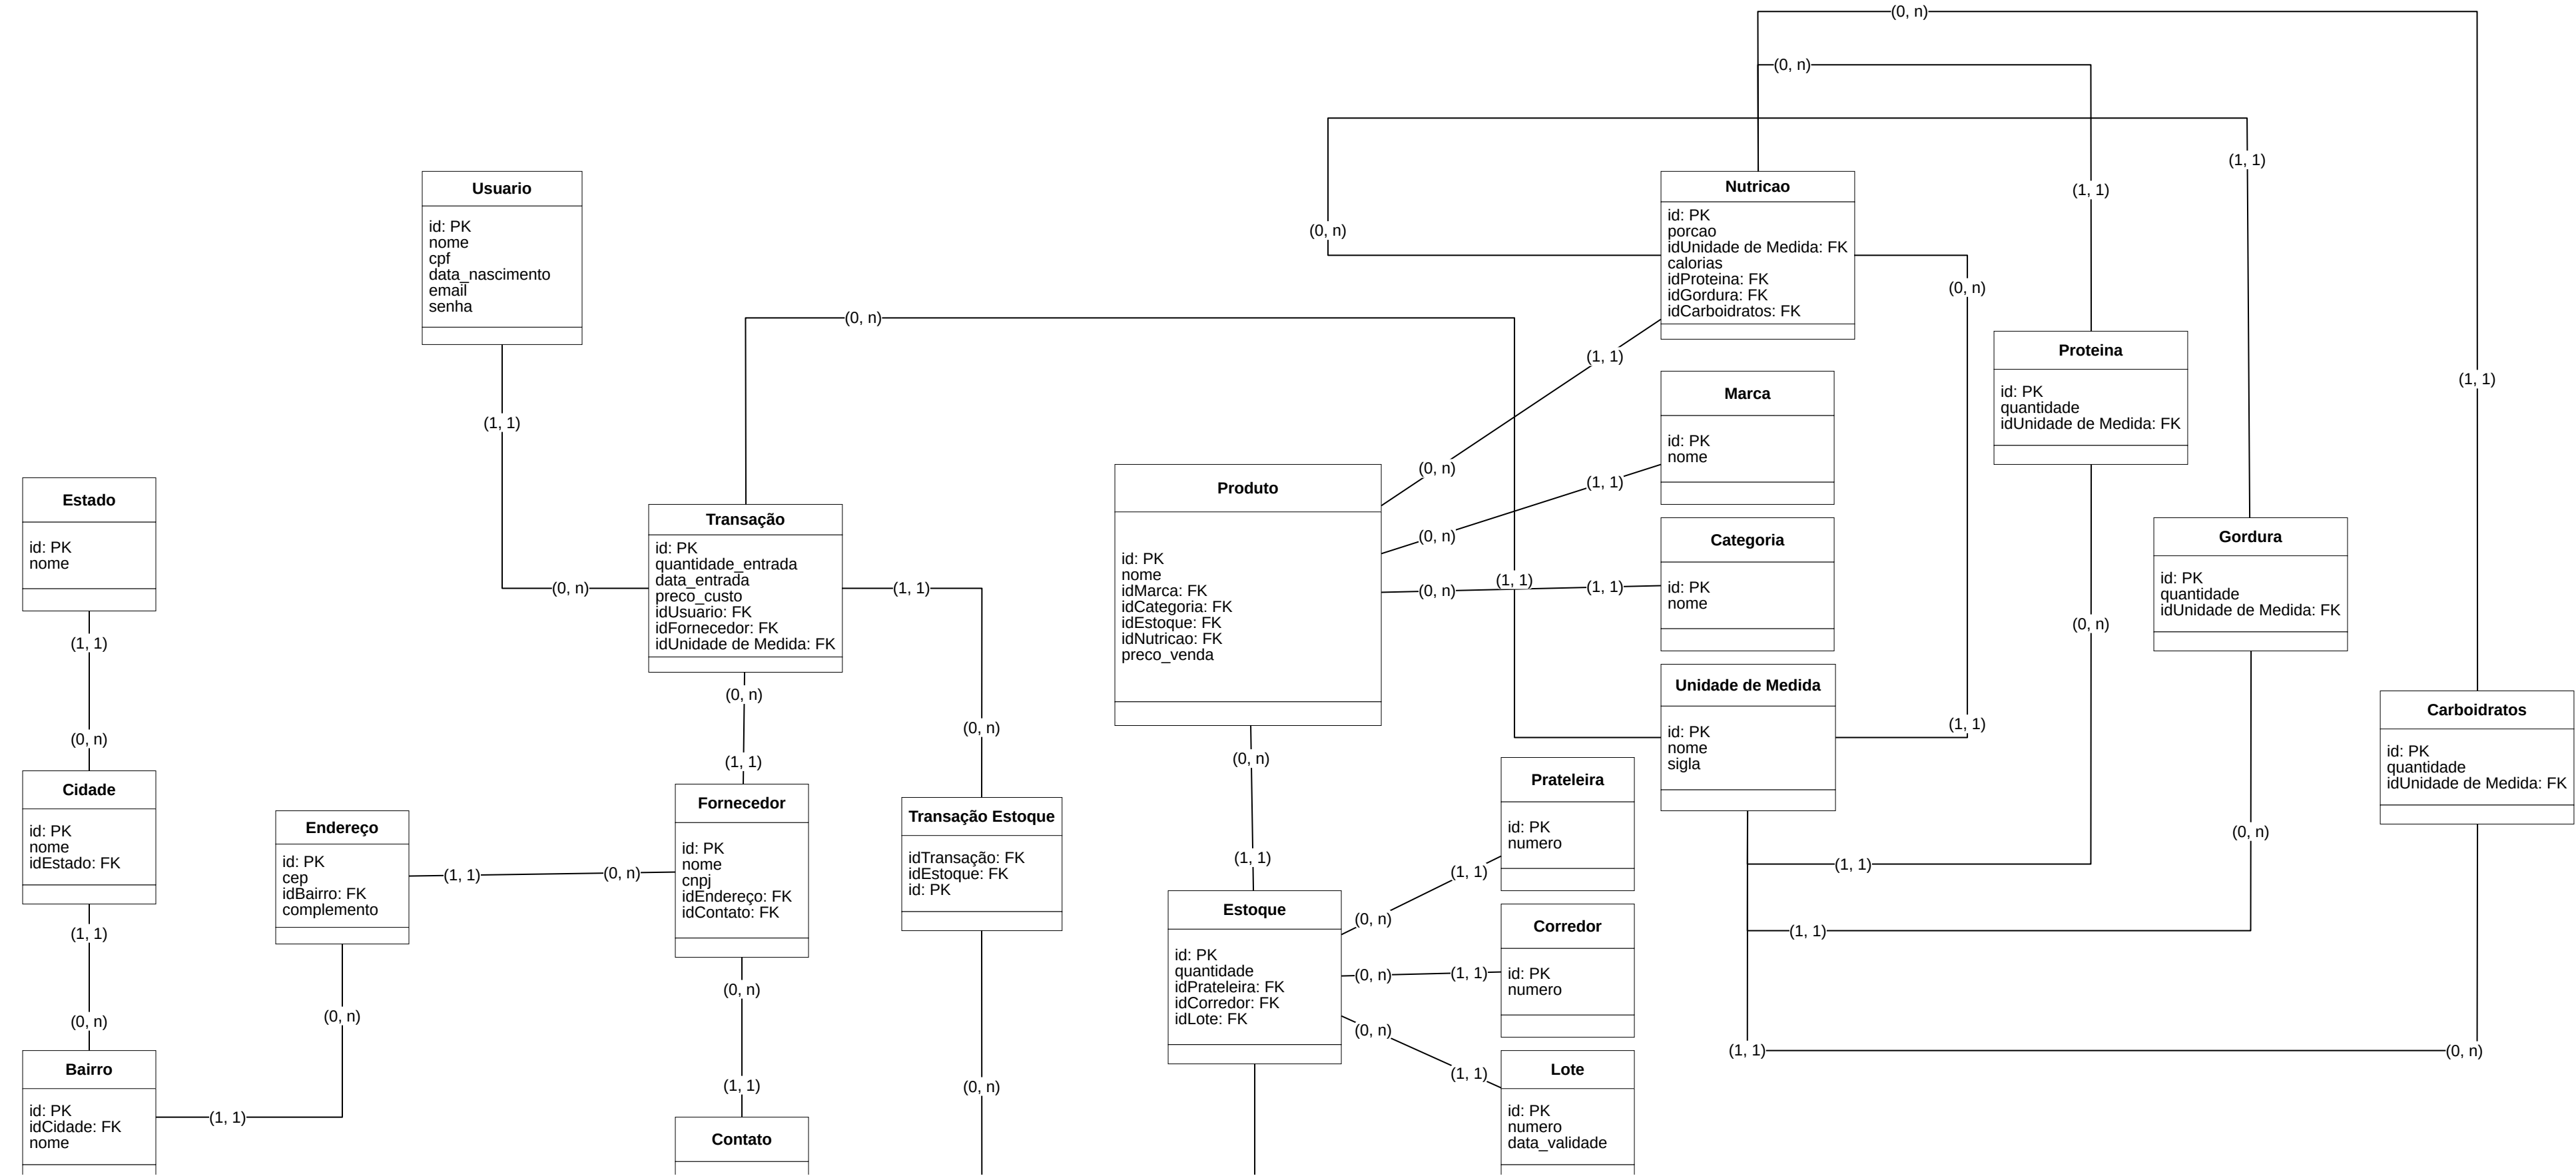 (0, n)
(0, n)
(1, 1)
(1, 1)
(0, n)
(0, n)
(1, 1)
Usuario
id: PK
nome
cpf
data_nascimento
email
senha
(1, 1)
(0, n)
(0, n)
Nutricao
id: PK
porcao
idUnidade de Medida: FK
calorias
idProteina: FK
idGordura: FK
idCarboidratos: FK
(1, 1)
(0, n)
Marca
id: PK
nome
(1, 1)
(0, n)
Categoria
id: PK
nome
(1, 1)
(0, n)
(1, 1)
Proteina
id: PK
quantidade
idUnidade de Medida: FK
(0, n)
Gordura
id: PK
quantidade
idUnidade de Medida: FK
(0, n)
Carboidratos
id: PK
quantidade
idUnidade de Medida: FK
(0, n)
Estado
id: PK
nome
(1, 1)
(0, n)
Cidade
id: PK
nome
idEstado: FK
(1, 1)
(0, n)
Bairro
id: PK
idCidade: FK
nome
(1, 1)
(0, n)
Endereço
id: PK
cep
idBairro: FK
complemento
(1, 1)
(0, n)
Transação
id: PK
quantidade_entrada
data_entrada
preco_custo
idUsuario: FK
idFornecedor: FK
idUnidade de Medida: FK
(1, 1)
(0, n)
(0, n)
(1, 1)
Fornecedor
id: PK
nome
cnpj
idEndereço: FK
idContato: FK
(0, n)
(1, 1)
Contato
Transação Estoque
idTransação: FK
idEstoque: FK
id: PK
(0, n)
Produto
id: PK
nome
idMarca: FK
idCategoria: FK
idEstoque: FK
idNutricao: FK
preco_venda
(0, n)
(1, 1)
Estoque
id: PK
quantidade
idPrateleira: FK
idCorredor: FK
idLote: FK
(0, n)
(1, 1)
(0, n)
(1, 1)
(0, n)
(1, 1)
Prateleira
id: PK
numero
Corredor
id: PK
numero
Lote
id: PK
numero
data_validade
Unidade de Medida
id: PK
nome
sigla
(1, 1)
(1, 1)
(1, 1)
(1, 1)